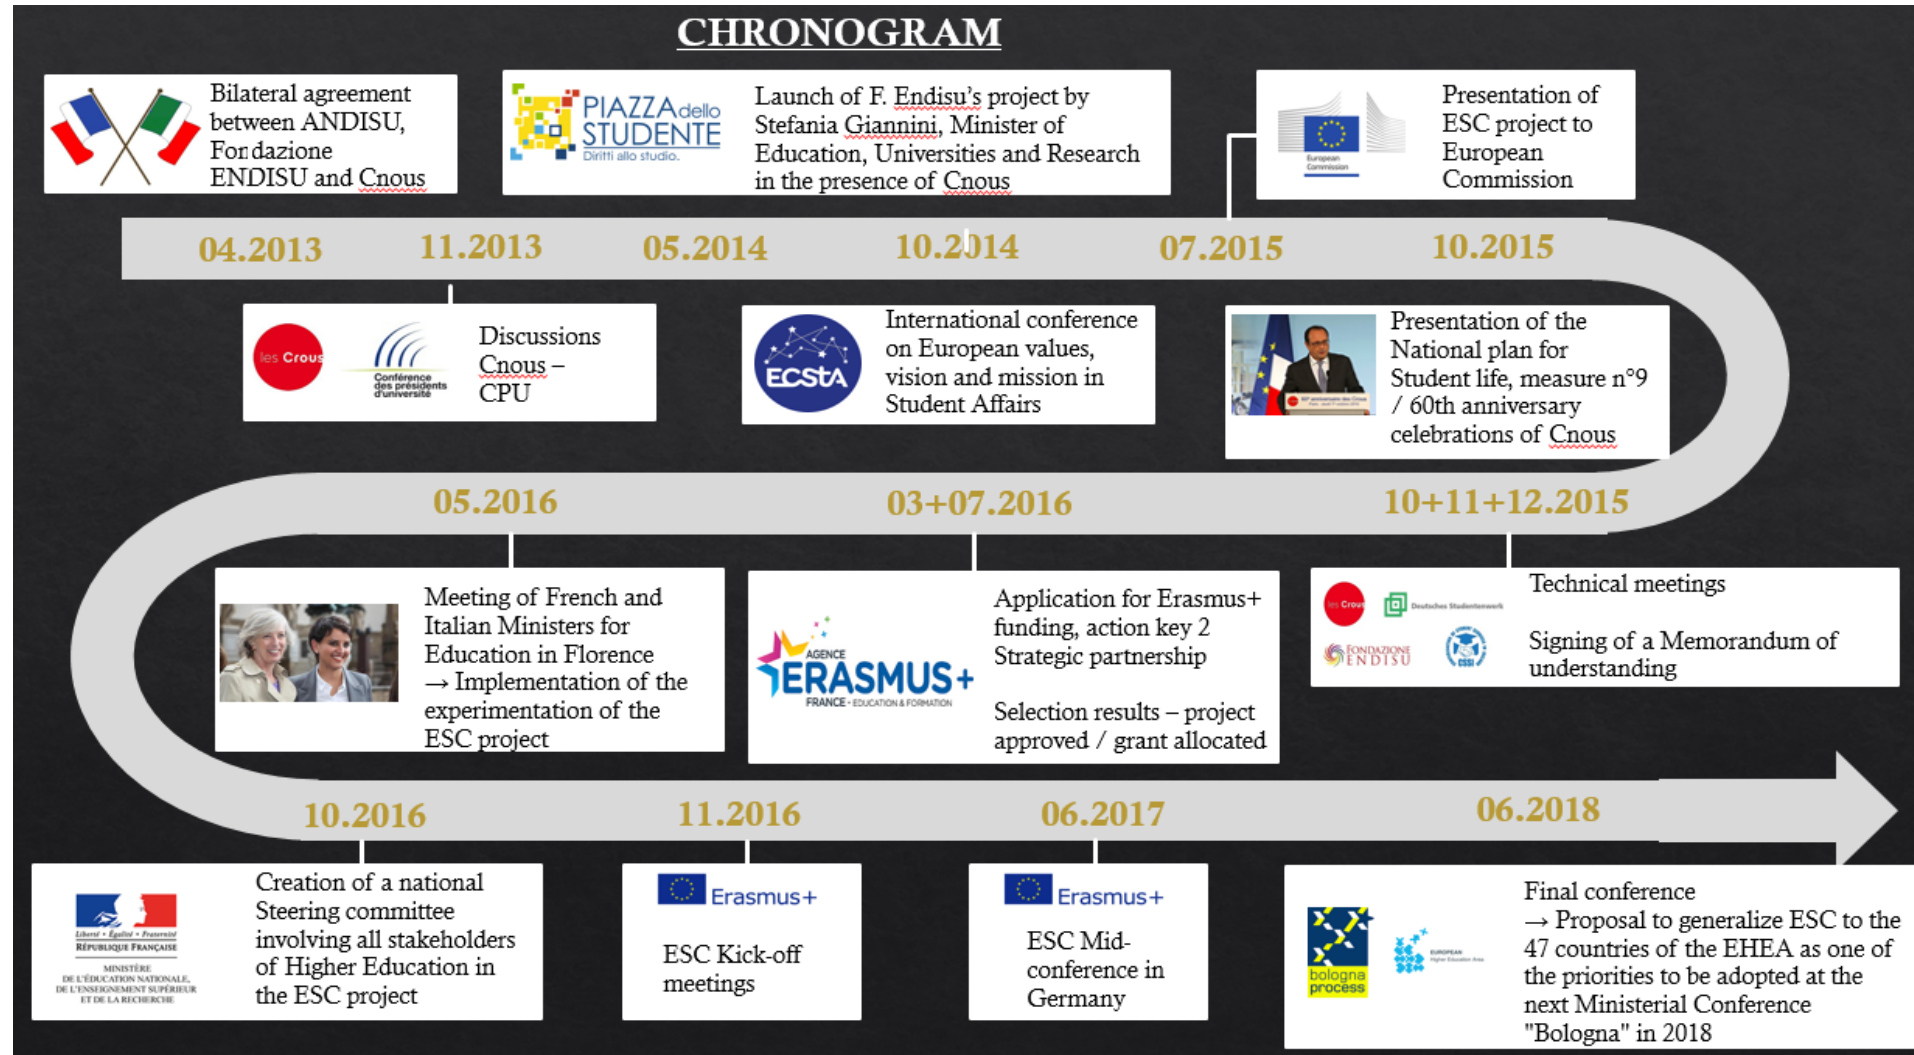 CHRONOGRAM
Bilateral agreement
between ANDISU,
Fondazione
ENDISU and Cnous
PIAZZA dello
STUDENTE
Diritti allo studio.
Launch of F. Endisu's project by
Stefania Giannini, Minister of
Education, Universities and Research
in the presence of Cnous
European
Commission
Presentation of
ESC project to
European
Commission
04.2013
11.2013
05.2014
10.2014
07.2015
10.2015
les Crous
Conférence
des présidents
d'université
Discussions
Cnous –
CPU
ECStA
International conference
on European values,
vision and mission in
Student Affairs
Presentation of the
National plan for
Student life, measure n°9
/ 60th anniversary
celebrations of Cnous
05.2016
03+07.2016
10+11+12.2015
Meeting of French and
Italian Ministers for
Education in Florence
→ Implementation of the
experimentation of the
ESC project
AGENCE
ERASMUS+
FRANCE - EDUCATION & FORMATION
Application for Erasmus+
funding, action key 2
Strategic partnership
Selection results – project
approved / grant allocated
les Crous
Deutsches Studentenwerk
FONDAZIONE
ENDISU
Technical meetings
Signing of a Memorandum of
understanding
10.2016
11.2016
06.2017
06.2018
Liberté • Égalité • Fraternité
RÉPUBLIQUE FRANÇAISE
MINISTÈRE
DE L'ÉDUCATION NATIONALE,
DE L'ENSEIGNEMENT SUPÉRIEUR
ET DE LA RECHERCHE
Creation of a national
Steering committee
involving all stakeholders
of Higher Education in
the ESC project
Erasmus+
ESC Kick-off
meetings
Erasmus+
ESC Mid-
conference in
Germany
bologna
process
EUROPEAN
Higher Education Area
Final conference
→ Proposal to generalize ESC to the
47 countries of the EHEA as one of
the priorities to be adopted at the
next Ministerial Conference
"Bologna" in 2018